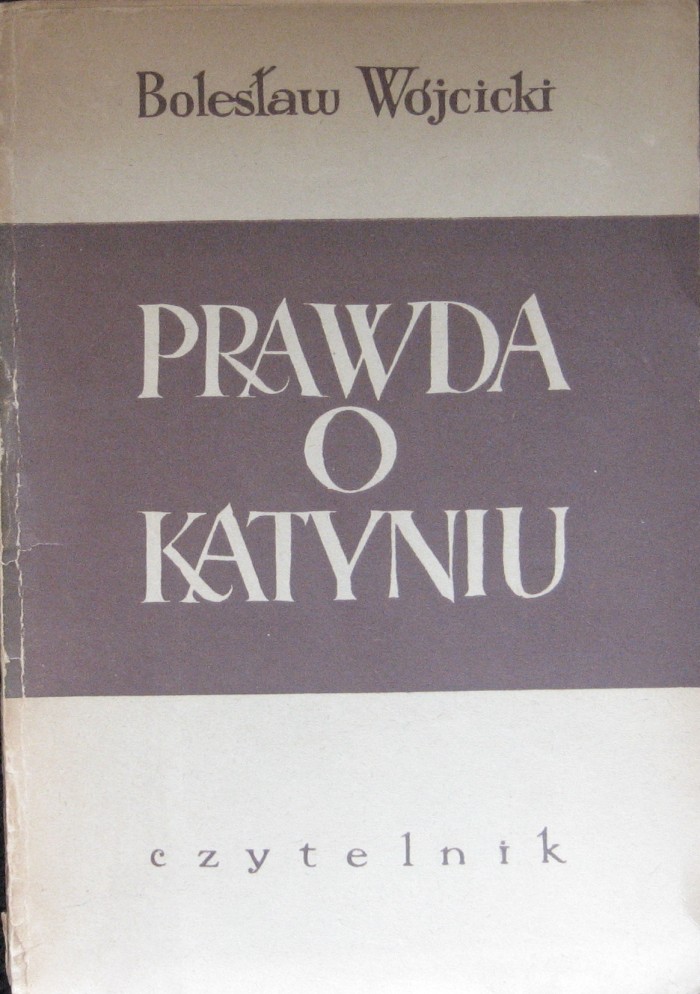 Bolesław Wójcicki
PRAWDA
O
KATYNIU
czytelnik